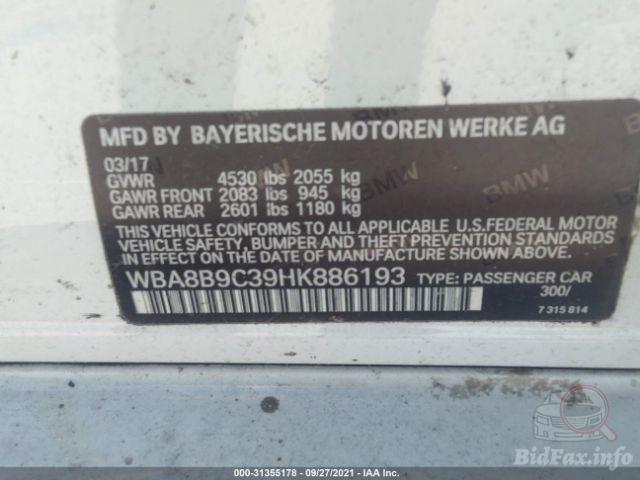 MFD BY BAYERISCHE MOTOREN WERKE AG
03/17
GVWR 4530 lbs 2055 kg
GAWR FRONT 2083 lbs 945 kg
GAWR REAR 2601 lbs 1180 kg
THIS VEHICLE CONFORMS TO ALL APPLICABLE U.S.FEDERAL MOTOR
VEHICLE SAFETY, BUMPER AND THEFT PREVENTION STANDARDS
IN EFFECT ON THE DATE OF MANUFACTURE SHOWN ABOVE.
WBA8B9C39HK886193 TYPE: PASSENGER CAR
300/
7 315 814
BMW
BidFax.info
000-31355178 - 09/27/2021 - IAA Inc.